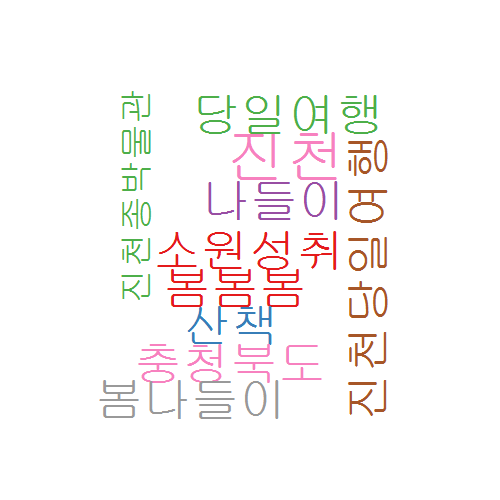 당일여행
진천
나들이
소원성취
봄봄봄
산책
충청북도
봄나들이
진천종박물관
진천당일여행